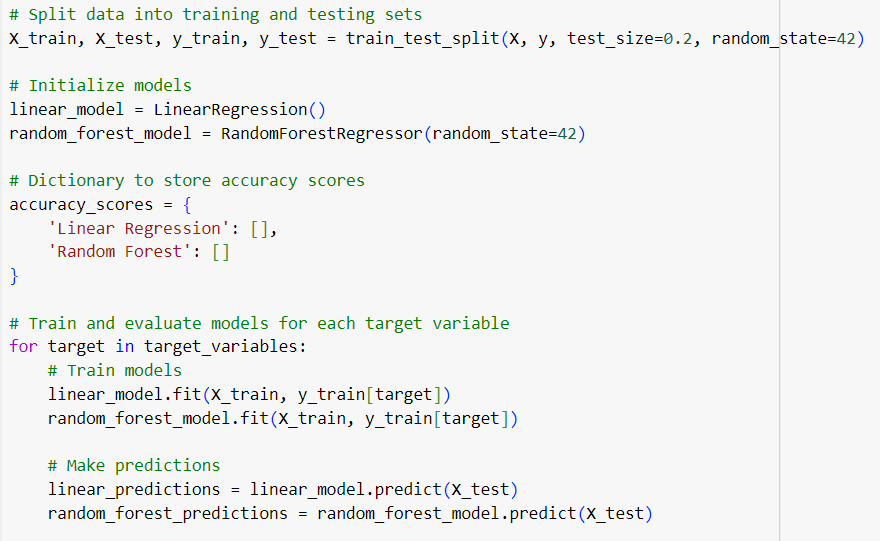 # Split data into training and testing sets
X_train, X_test, y_train, y_test = train_test_split(X, y, test_size=0.2, random_state=42)

# Initialize models
linear_model = LinearRegression()
random_forest_model = RandomForestRegressor(random_state=42)

# Dictionary to store accuracy scores
accuracy_scores = {
    'Linear Regression': [],
    'Random Forest': []
}

# Train and evaluate models for each target variable
for target in target_variables:
    # Train models
    linear_model.fit(X_train, y_train[target])
    random_forest_model.fit(X_train, y_train[target])

    # Make predictions
    linear_predictions = linear_model.predict(X_test)
    random_forest_predictions = random_forest_model.predict(X_test)